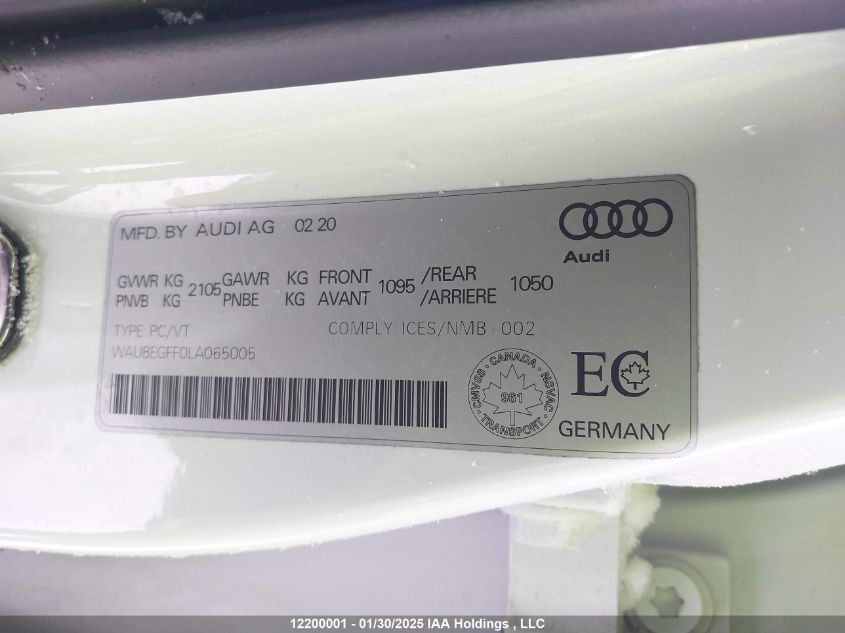 MFD. BY AUDI AG 02 20
Audi
GVWR KG 2105 GAWR KG FRONT 1095 /REAR 1050
PNVB KG PNBE KG AVANT /ARRIERE
TYPE: PC/VT COMPLY: ICES/NMB - 002
WAUBEGFF0LA065005
CMVSS · CANADA · NSVAC
961
TRANSPORT
EC
GERMANY
12200001 - 01/30/2025 IAA Holdings , LLC